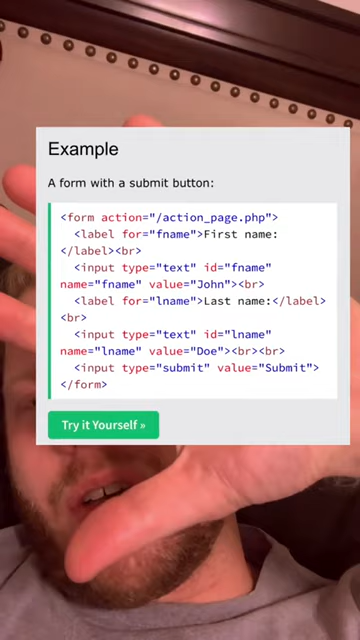 Example
A form with a submit button:
<form action="/action_page.php">
<label for="fname">First name:
</label><br>
<input type="text" id="fname"
name="fname" value="John"><br>
<label for="lname">Last name:</label>
<br>
<input type="text" id="lname"
name="lname" value="Doe"><br><br>
<input type="submit" value="Submit">
</form>
Try it Yourself »